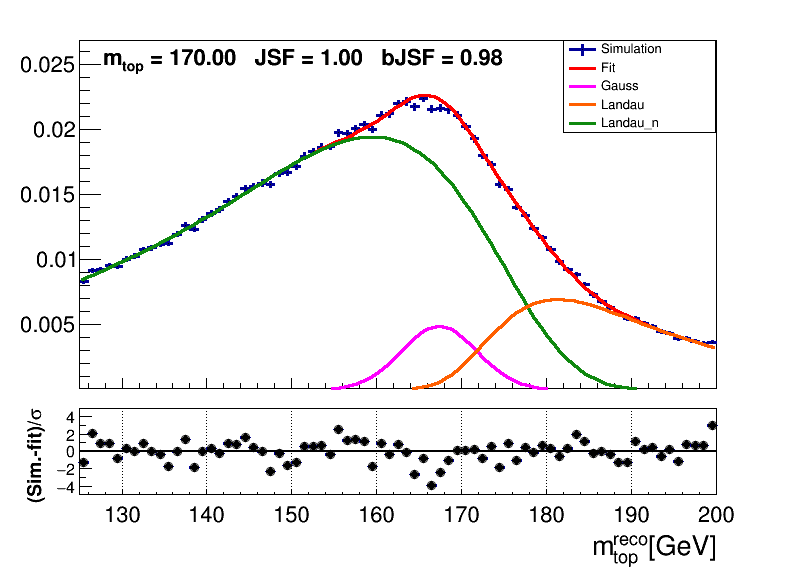 m_top = 170.00 JSF = 1.00 bJSF = 0.98
Simulation
Fit
Gauss
Landau
Landau_n
0.025
0.02
0.015
0.01
0.005
(Sim.-fit)/σ
4
2
0
−2
−4
130 140 150 160 170 180 190 200
m_top^reco[GeV]